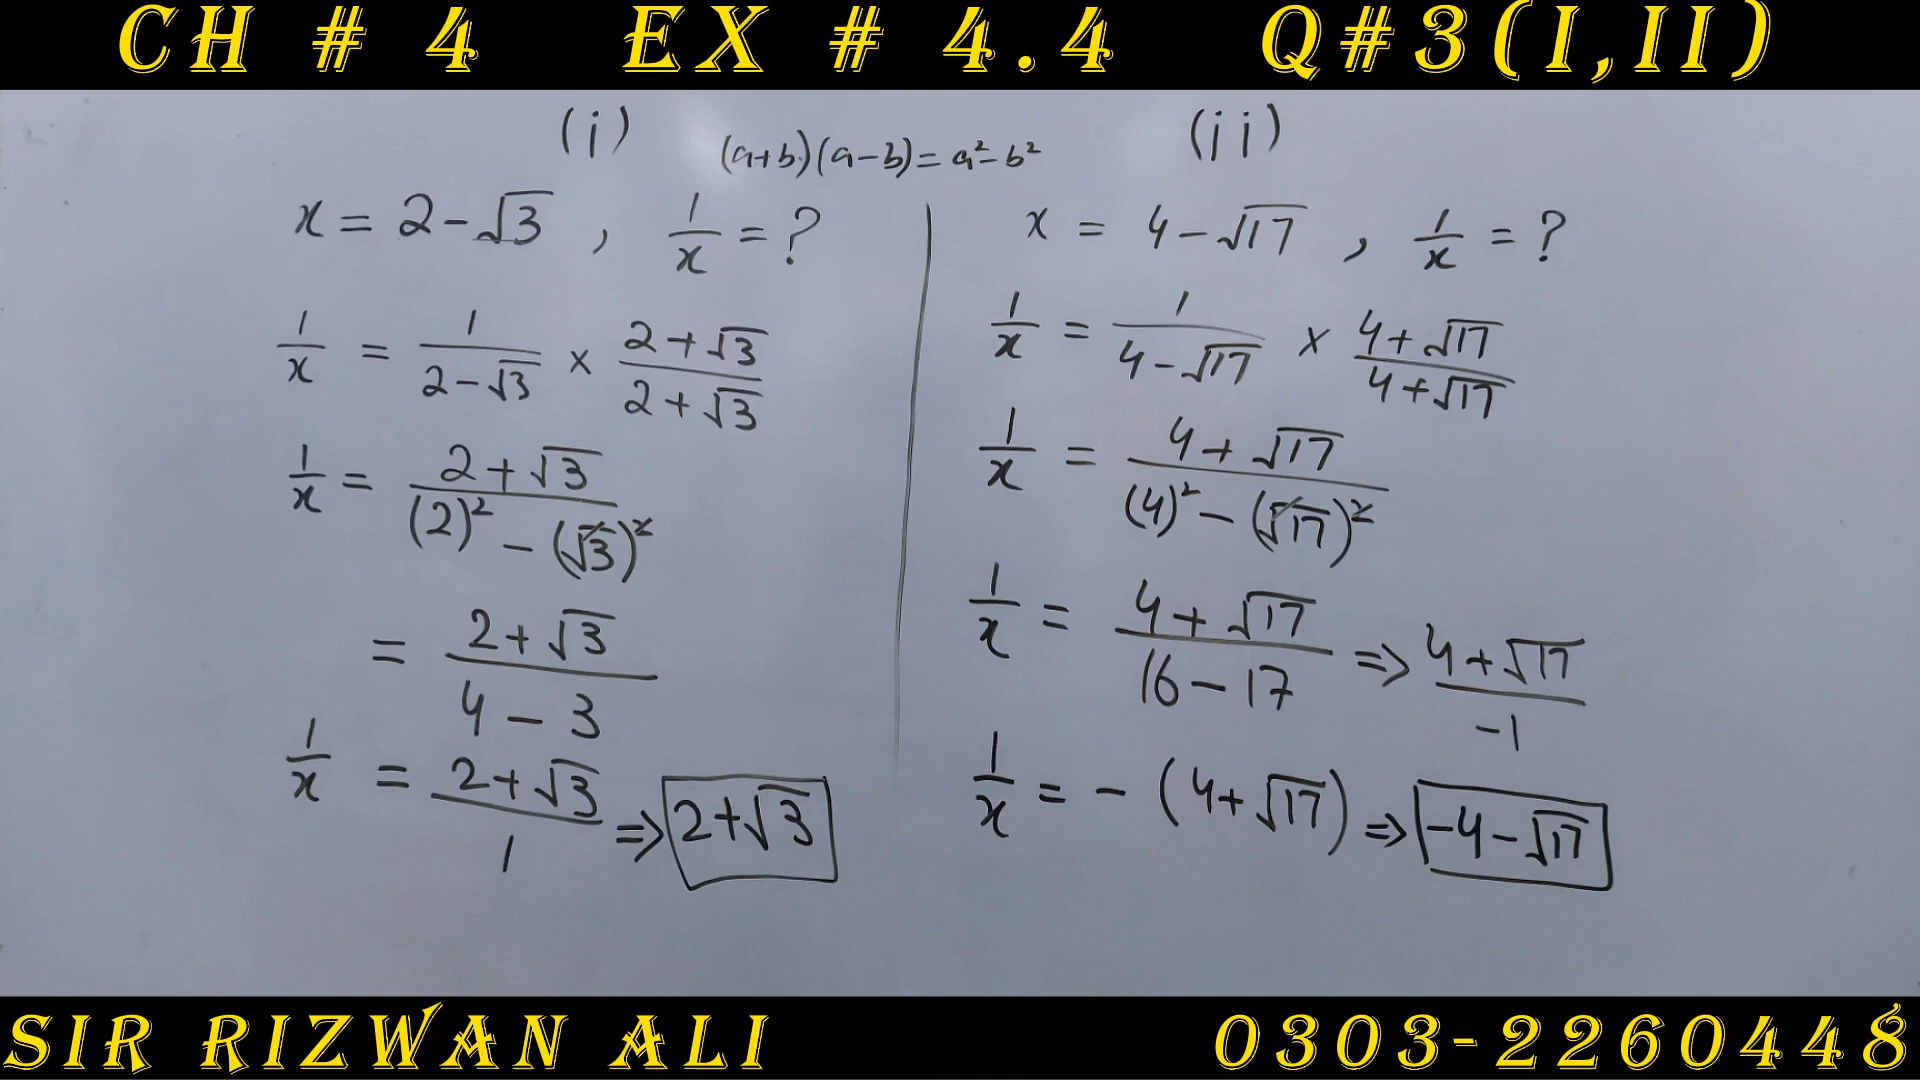 CH # 4 EX # 4.4 Q#3(I,II)
(i)
(a+b)(a-b)= a²-b²
x = 2-√3 , 1/x = ?
1/x = 1/(2-√3) × (2+√3)/(2+√3)
1/x = (2+√3)/((2)² - (√3)²)
= (2+√3)/(4-3)
1/x = (2+√3)/1 => 2+√3
(ii)
x = 4-√17 , 1/x = ?
1/x = 1/(4-√17) × (4+√17)/(4+√17)
1/x = (4+√17)/((4)² - (√17)²)
1/x = (4+√17)/(16-17) => (4+√17)/-1
1/x = - (4+√17) => -4-√17
SIR RIZWAN ALI 0303-2260448